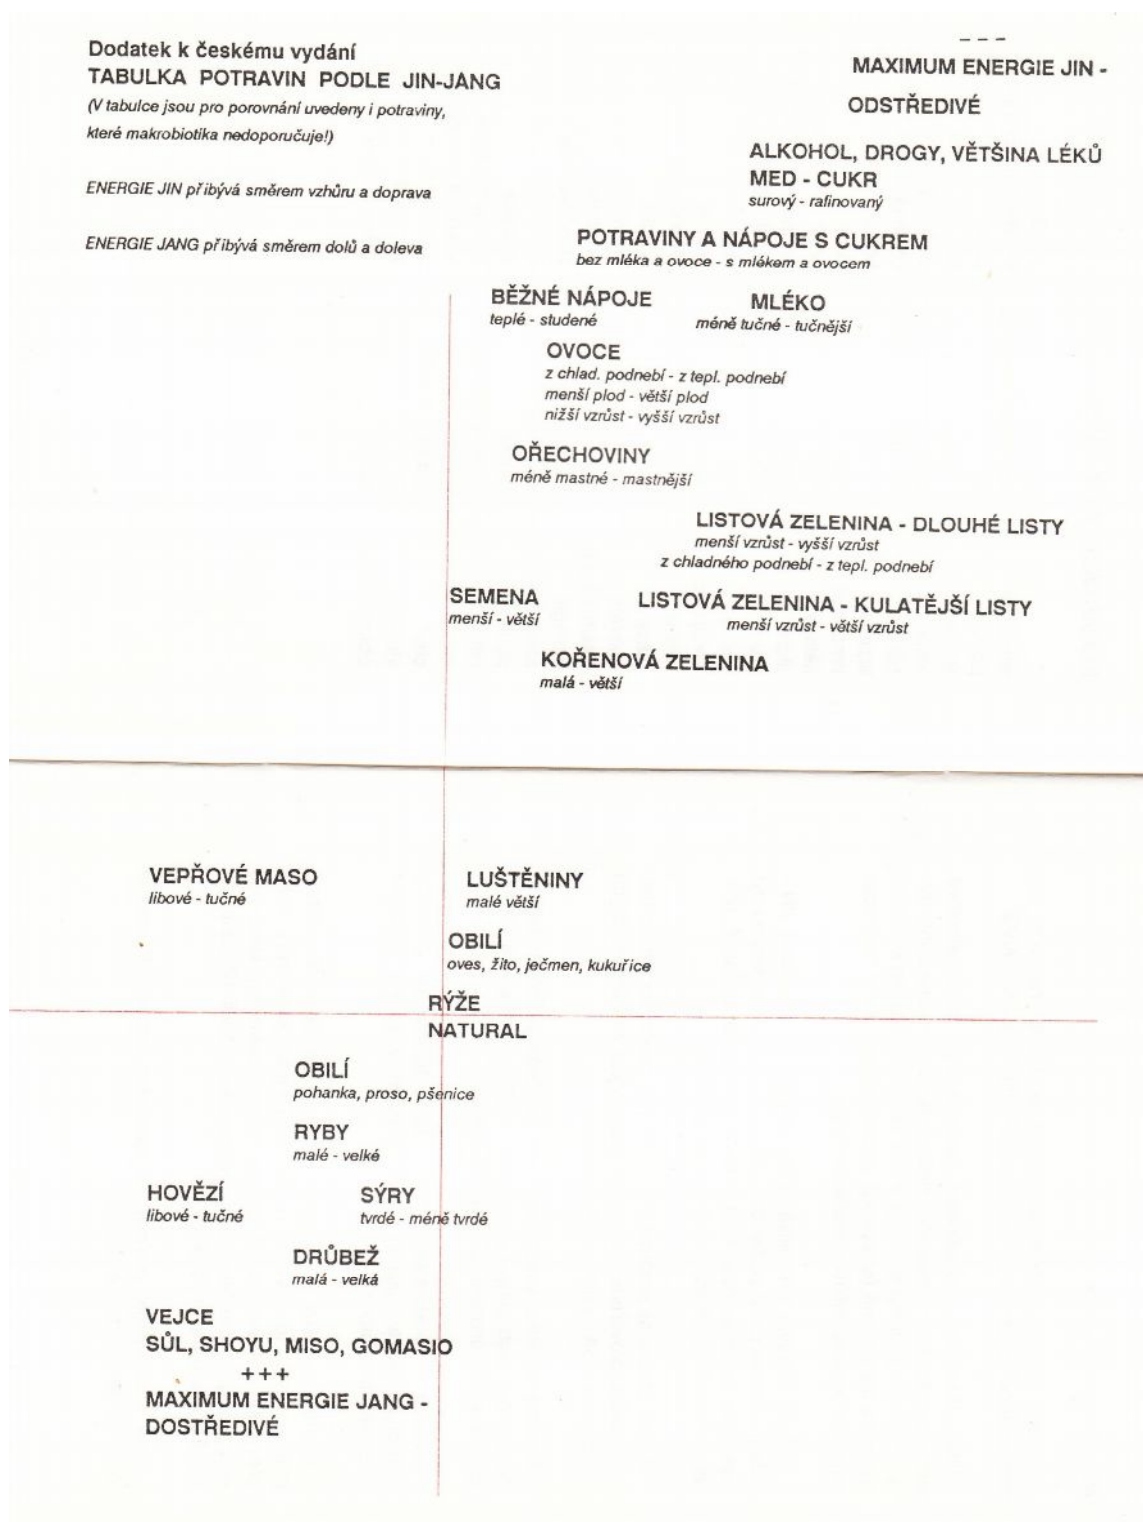 Dodatek k českému vydání
TABULKA POTRAVIN PODLE JIN-JANG
(V tabulce jsou pro porovnání uvedeny i potraviny,
které makrobiotika nedoporučuje!)
ENERGIE JIN přibývá směrem vzhůru a doprava
ENERGIE JANG přibývá směrem dolů a doleva
– – –
MAXIMUM ENERGIE JIN -
ODSTŘEDIVÉ
ALKOHOL, DROGY, VĚTŠINA LÉKŮ
MED - CUKR
surový - rafinovaný
POTRAVINY A NÁPOJE S CUKREM
bez mléka a ovoce - s mlékem a ovocem
BĚŽNÉ NÁPOJE
teplé - studené
MLÉKO
méně tučné - tučnější
OVOCE
z chlad. podnebí - z tepl. podnebí
menší plod - větší plod
nižší vzrůst - vyšší vzrůst
OŘECHOVINY
méně mastné - mastnější
LISTOVÁ ZELENINA - DLOUHÉ LISTY
menší vzrůst - vyšší vzrůst
z chladného podnebí - z tepl. podnebí
SEMENA
menší - větší
LISTOVÁ ZELENINA - KULATĚJŠÍ LISTY
menší vzrůst - větší vzrůst
KOŘENOVÁ ZELENINA
malá - větší
VEPŘOVÉ MASO
libové - tučné
LUŠTĚNINY
malé větší
OBILÍ
oves, žito, ječmen, kukuřice
RÝŽE
NATURAL
OBILÍ
pohanka, proso, pšenice
RYBY
malé - velké
HOVĚZÍ
libové - tučné
SÝRY
tvrdé - méně tvrdé
DRŮBEŽ
malá - velká
VEJCE
SŮL, SHOYU, MISO, GOMASIO
+++
MAXIMUM ENERGIE JANG -
DOSTŘEDIVÉ